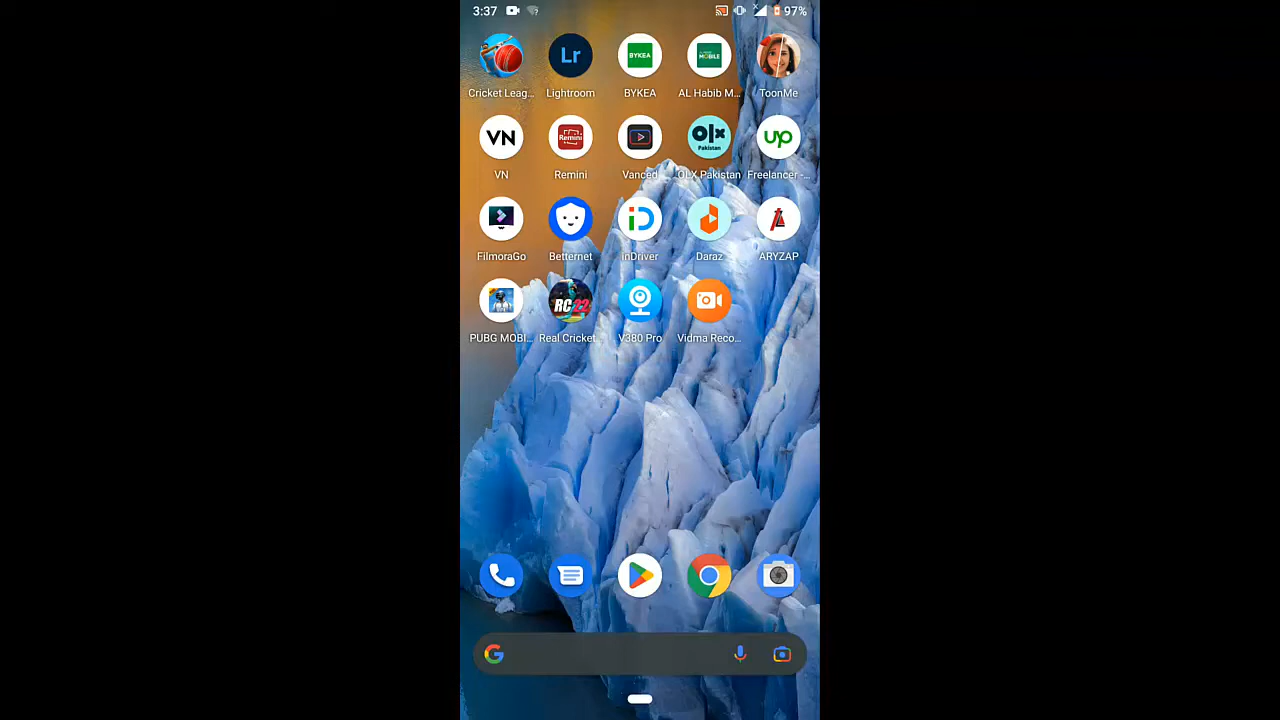 3:37 97%
Cricket Leag... Lightroom BYKEA AL Habib M... ToonMe
VN Remini Vanced OLX Pakistan Freelancer -...
FilmoraGo Betternet inDriver Daraz ARYZAP
PUBG MOBI... Real Cricket.. V380 Pro Vidma Reco...